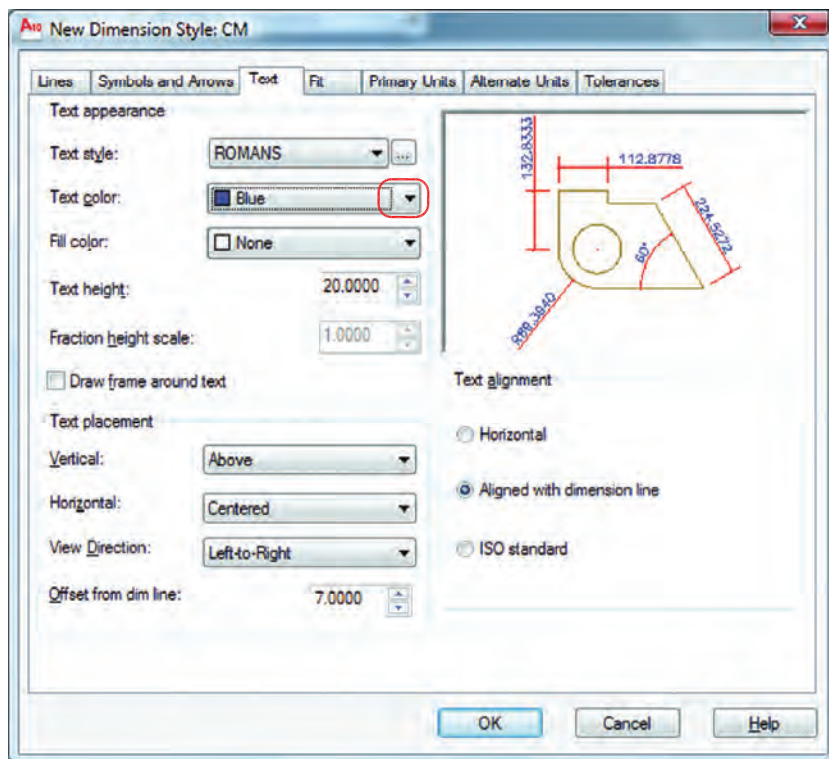 A10 New Dimension Style: CM
Lines Symbols and Arrows Text Fit Primary Units Alternate Units Tolerances
Text appearance
Text style: ROMANS ...
Text color: Blue
Fill color: None
Text height: 20.0000
Fraction height scale: 1.0000
Draw frame around text
Text placement
Vertical: Above
Horizontal: Centered
View Direction: Left-to-Right
Offset from dim line: 7.0000
132.8333
112.8778
224.5272
60°
R89.3940
Text alignment
Horizontal
Aligned with dimension line
ISO standard
OK Cancel Help